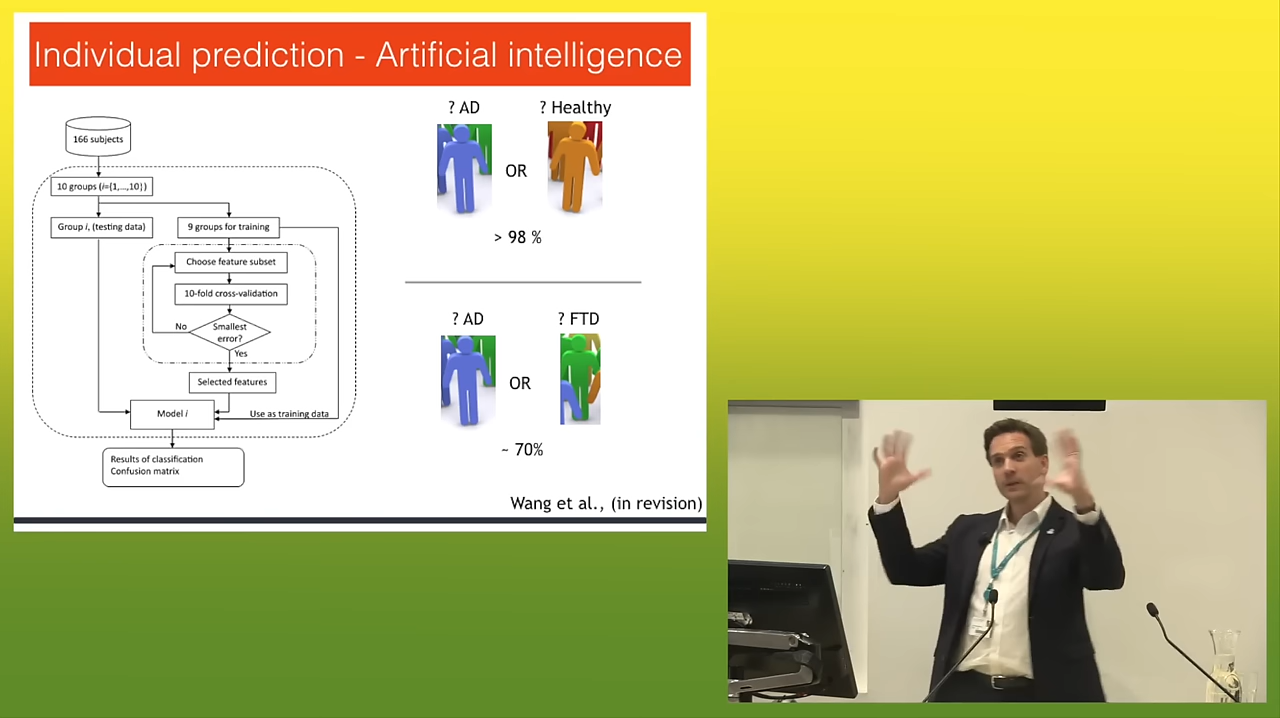 Individual prediction - Artificial intelligence
166 subjects
10 groups (i={1,...,10})
Group i, (testing data)
9 groups for training
Choose feature subset
10-fold cross-validation
No
Smallest
error?
Yes
Selected features
Model i
Use as training data
Results of classification
Confusion matrix
? AD
? Healthy
OR
> 98 %
? AD
? FTD
OR
~ 70%
Wang et al., (in revision)